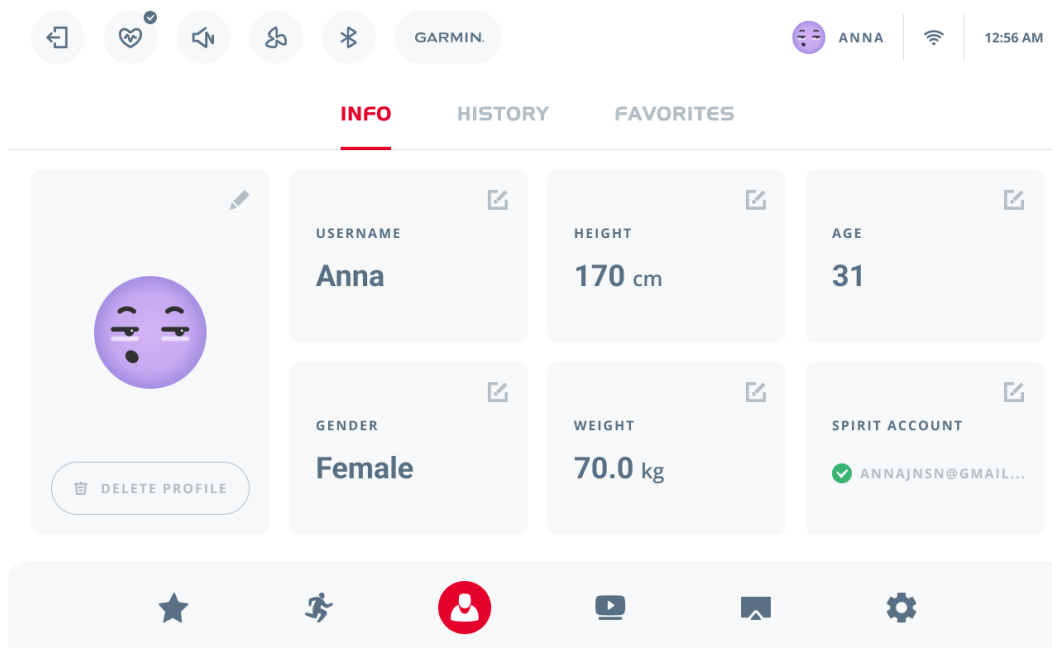 GARMIN.
ANNA
12:56 AM
INFO
HISTORY
FAVORITES
USERNAME
Anna
HEIGHT
170 cm
AGE
31
GENDER
Female
WEIGHT
70.0 kg
SPIRIT ACCOUNT
ANNAJNSN@GMAIL...
DELETE PROFILE